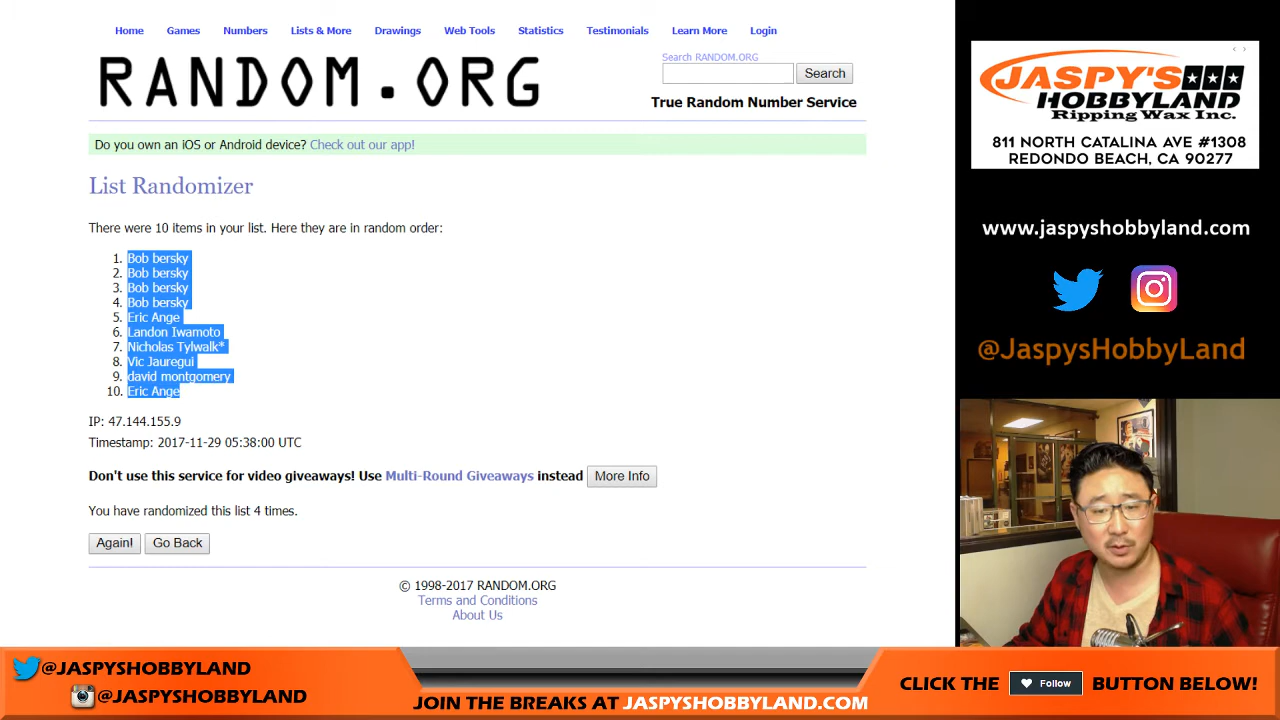 Home Games Numbers Lists & More Drawings Web Tools Statistics Testimonials Learn More Login
RANDOM.ORG
Search RANDOM.ORG
Search
True Random Number Service
Do you own an iOS or Android device? Check out our app!
List Randomizer
There were 10 items in your list. Here they are in random order:
1. Bob bersky
2. Bob bersky
3. Bob bersky
4. Bob bersky
5. Eric Ange
6. Landon Iwamoto
7. Nicholas Tylwalk*
8. Vic Jauregui
9. david montgomery
10. Eric Ange
IP: 47.144.155.9
Timestamp: 2017-11-29 05:38:00 UTC
Don't use this service for video giveaways! Use Multi-Round Giveaways instead More Info
You have randomized this list 4 times.
Again! Go Back
© 1998-2017 RANDOM.ORG
Terms and Conditions
About Us
JASPY'S
HOBBYLAND
Ripping Wax Inc.
811 NORTH CATALINA AVE #1308
REDONDO BEACH, CA 90277
www.jaspyshobbyland.com
@JaspysHobbyLand
@JASPYSHOBBYLAND
@JASPYSHOBBYLAND
JOIN THE BREAKS AT JASPYSHOBBYLAND.COM
CLICK THE Follow BUTTON BELOW!